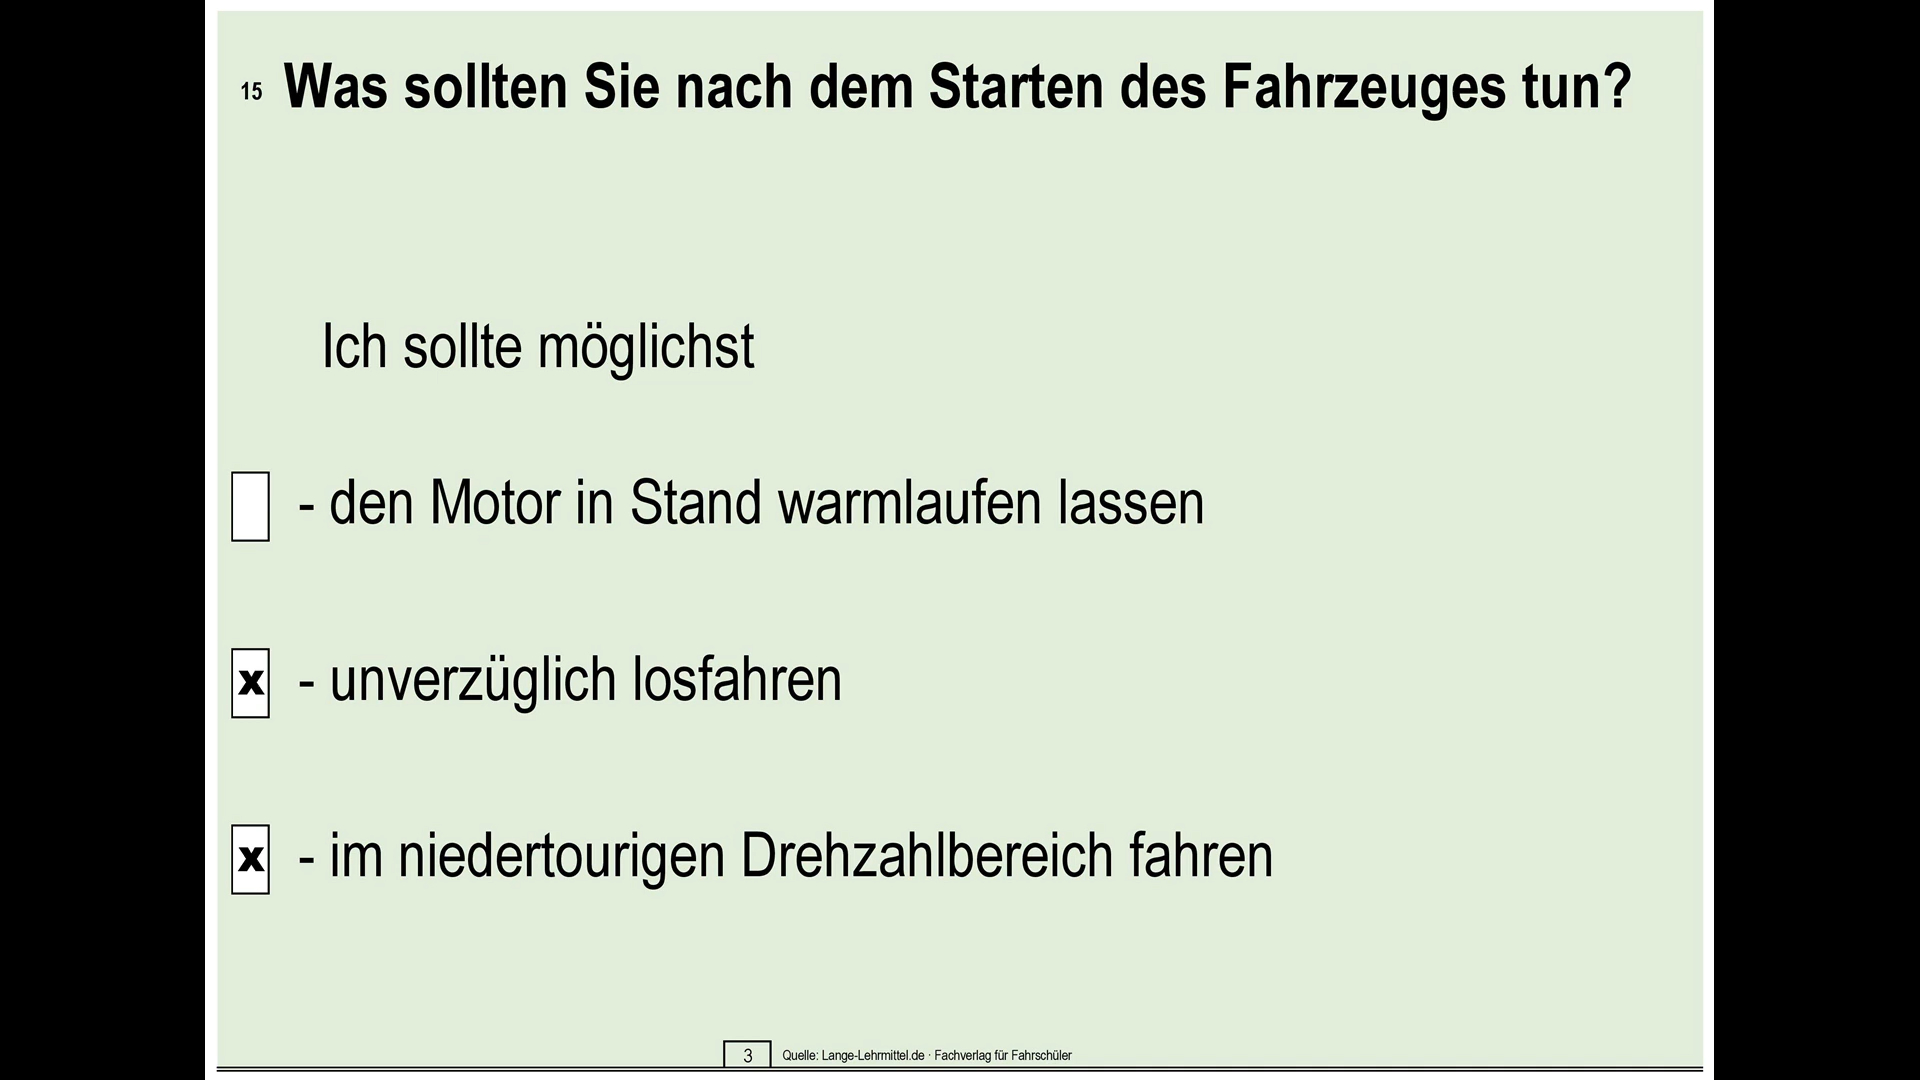 15 Was sollten Sie nach dem Starten des Fahrzeuges tun?
Ich sollte möglichst
- den Motor in Stand warmlaufen lassen
x - unverzüglich losfahren
x - im niedertourigen Drehzahlbereich fahren
3 Quelle: Lange-Lehrmittel.de · Fachverlag für Fahrschüler